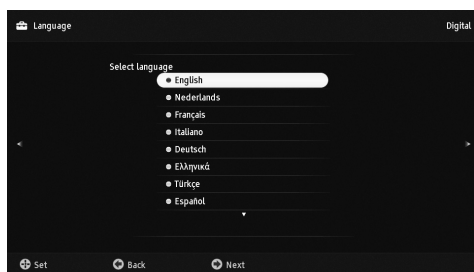 Language Digital
Select language
English
Nederlands
Français
Italiano
Deutsch
Ελληνικά
Türkçe
Español
Set Back Next